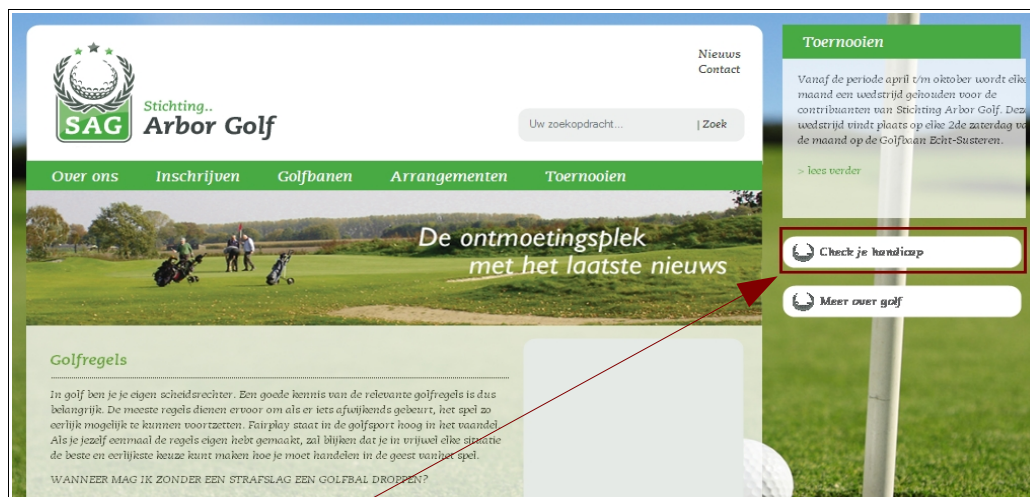 SAG
Stichting..
Arbor Golf
Nieuws
Contact
Uw zoekopdracht...
| Zoek
Over ons
Inschrijven
Golfbanen
Arrangementen
Toernooien
De ontmoetingsplek
met het laatste nieuws
Golfregels
In golf ben je je eigen scheidsrechter. Een goede kennis van de relevante golfregels is dus
belangrijk. De meeste regels dienen ervoor om als er iets afwijkends gebeurt, het spel zo
eerlijk mogelijk te kunnen voortzetten. Fairplay staat in de golfsport hoog in het vaandel.
Als je jezelf eenmaal de regels eigen hebt gemaakt, zal blijken dat je in vrijwel elke situatie
de beste en eerlijkste keuze kunt maken hoe je moet handelen in de geest vanhet spel.
WANNEER MAG IK ZONDER EEN STRAFSLAG EEN GOLFBAL DROPPEN?
Toernooien
Vanaf de periode april t/m oktober wordt elke
maand een wedstrijd gehouden voor de
contribuanten van Stichting Arbor Golf. Deze
wedstrijd vindt plaats op elke 2de zaterdag va
de maand op de Golfbaan Echt-Susteren.
> lees verder
Check je handicap
Meer over golf